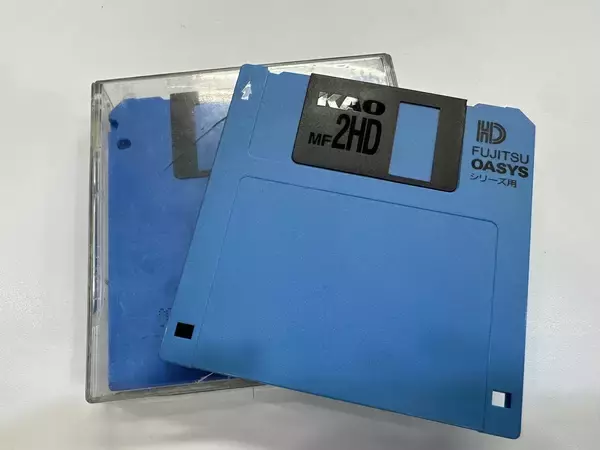 KAO
MF 2HD
HD
FUJITSU
OASYS
シリーズ用